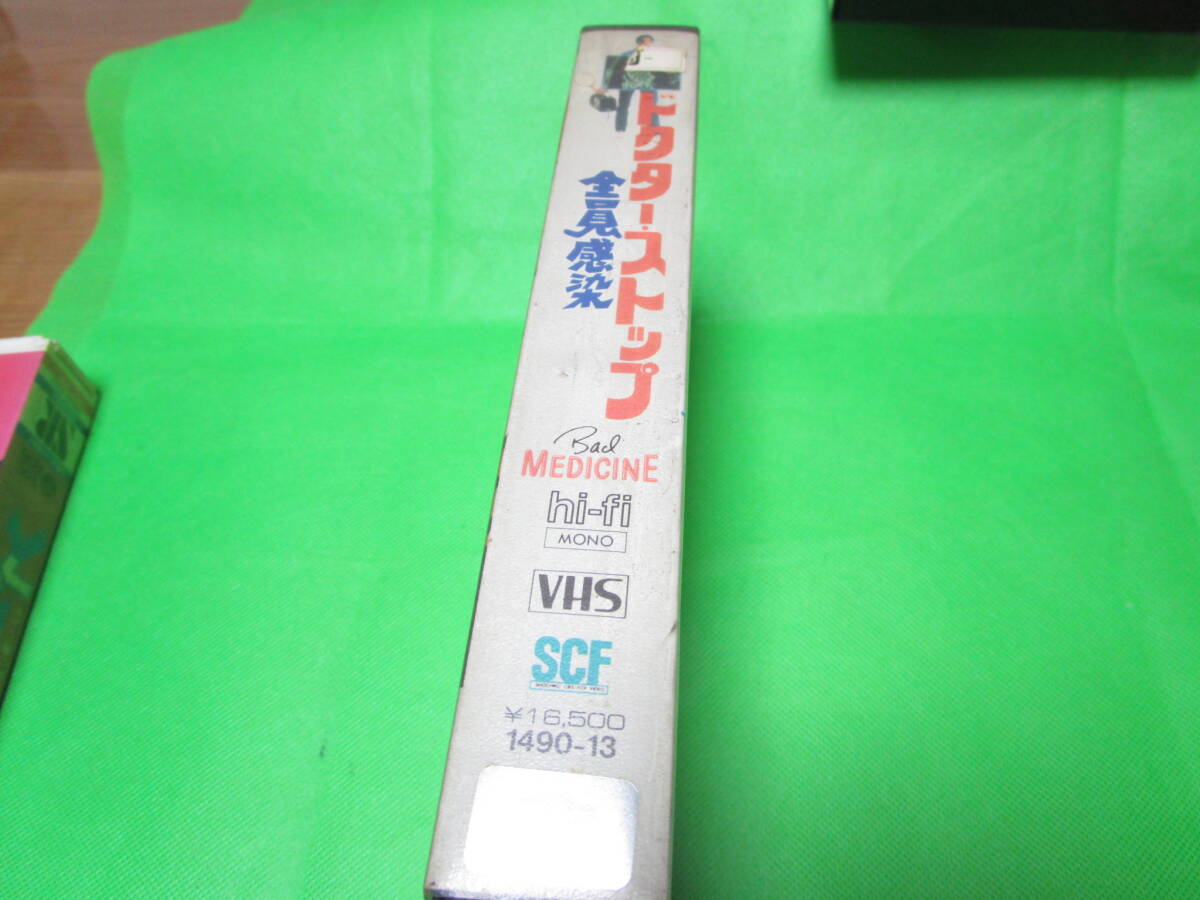 ドクター・ストップ
全員感染
Bad
MEDICINE
hi-fi
MONO
VHS
SCF
¥16,500
1490-13